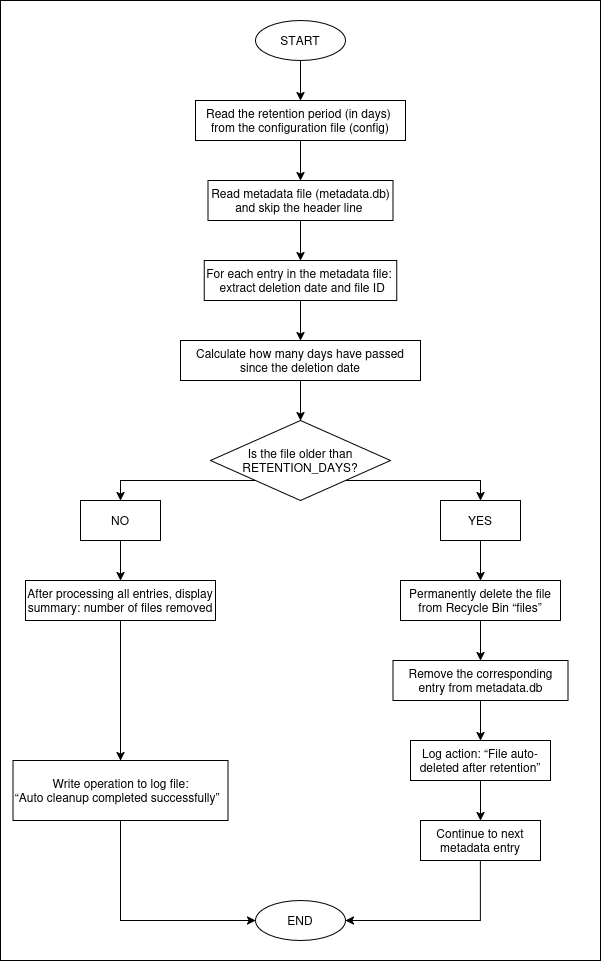 START
Read the retention period (in days)
from the configuration file (config)
Read metadata file (metadata.db)
and skip the header line
For each entry in the metadata file:
extract deletion date and file ID
Calculate how many days have passed
since the deletion date
Is the file older than
RETENTION_DAYS?
NO
YES
After processing all entries, display
summary: number of files removed
Permanently delete the file
from Recycle Bin “files”
Remove the corresponding
entry from metadata.db
Log action: “File auto-
deleted after retention”
Write operation to log file:
“Auto cleanup completed successfully”
Continue to next
metadata entry
END